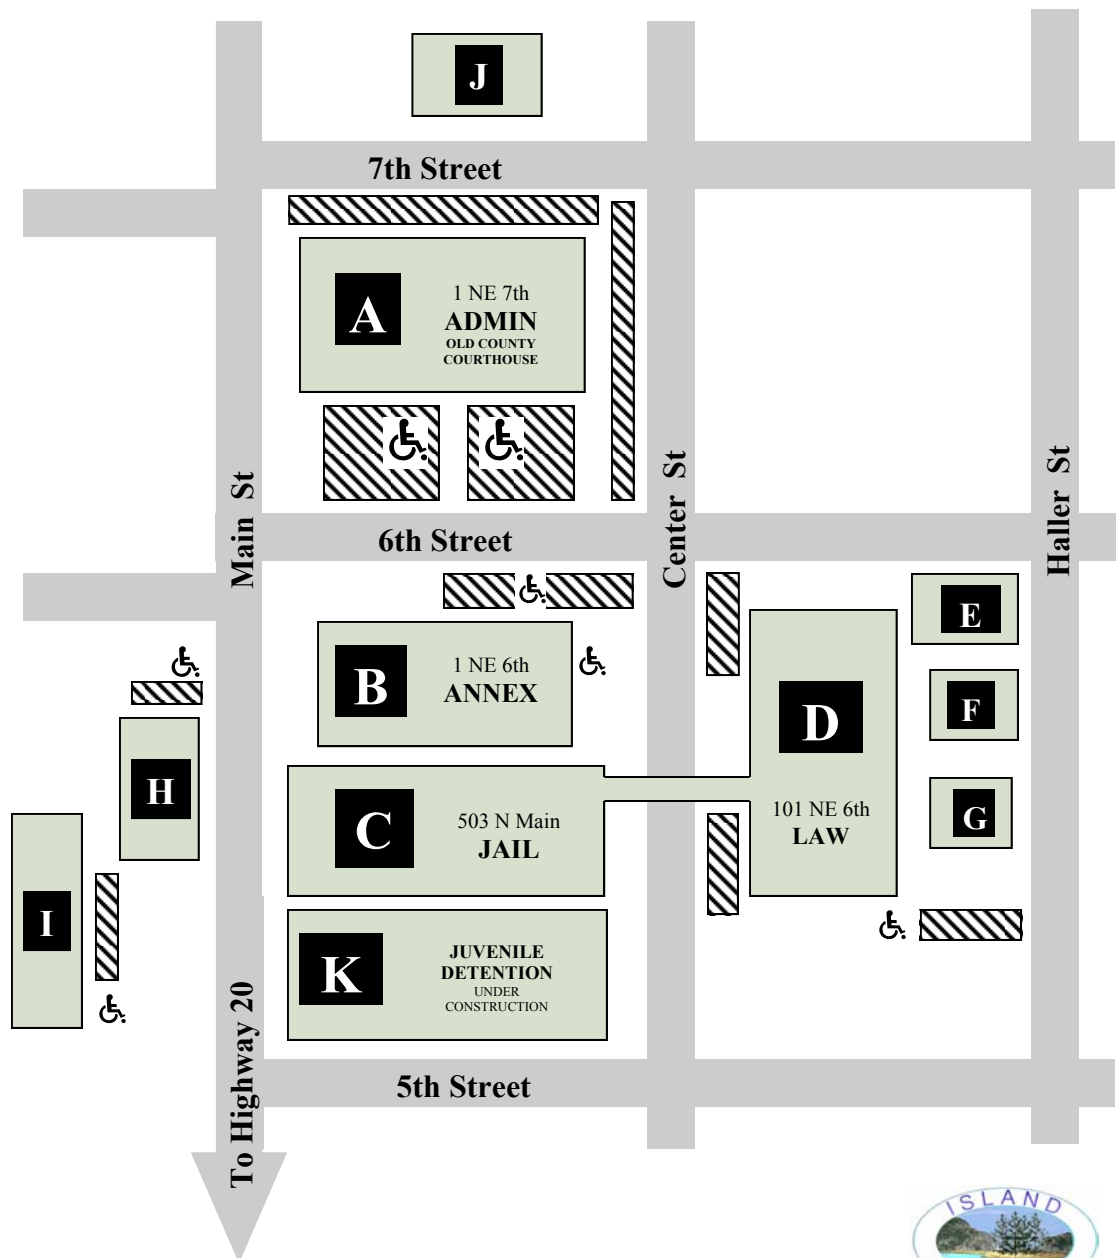 J
7th Street
A
1 NE 7th
ADMIN
OLD COUNTY
COURTHOUSE
Main St
Center St
Haller St
6th Street
B
1 NE 6th
ANNEX
E
F
D
G
101 NE 6th
LAW
H
C
503 N Main
JAIL
I
K
JUVENILE
DETENTION
UNDER
CONSTRUCTION
5th Street
To Highway 20
ISLAND